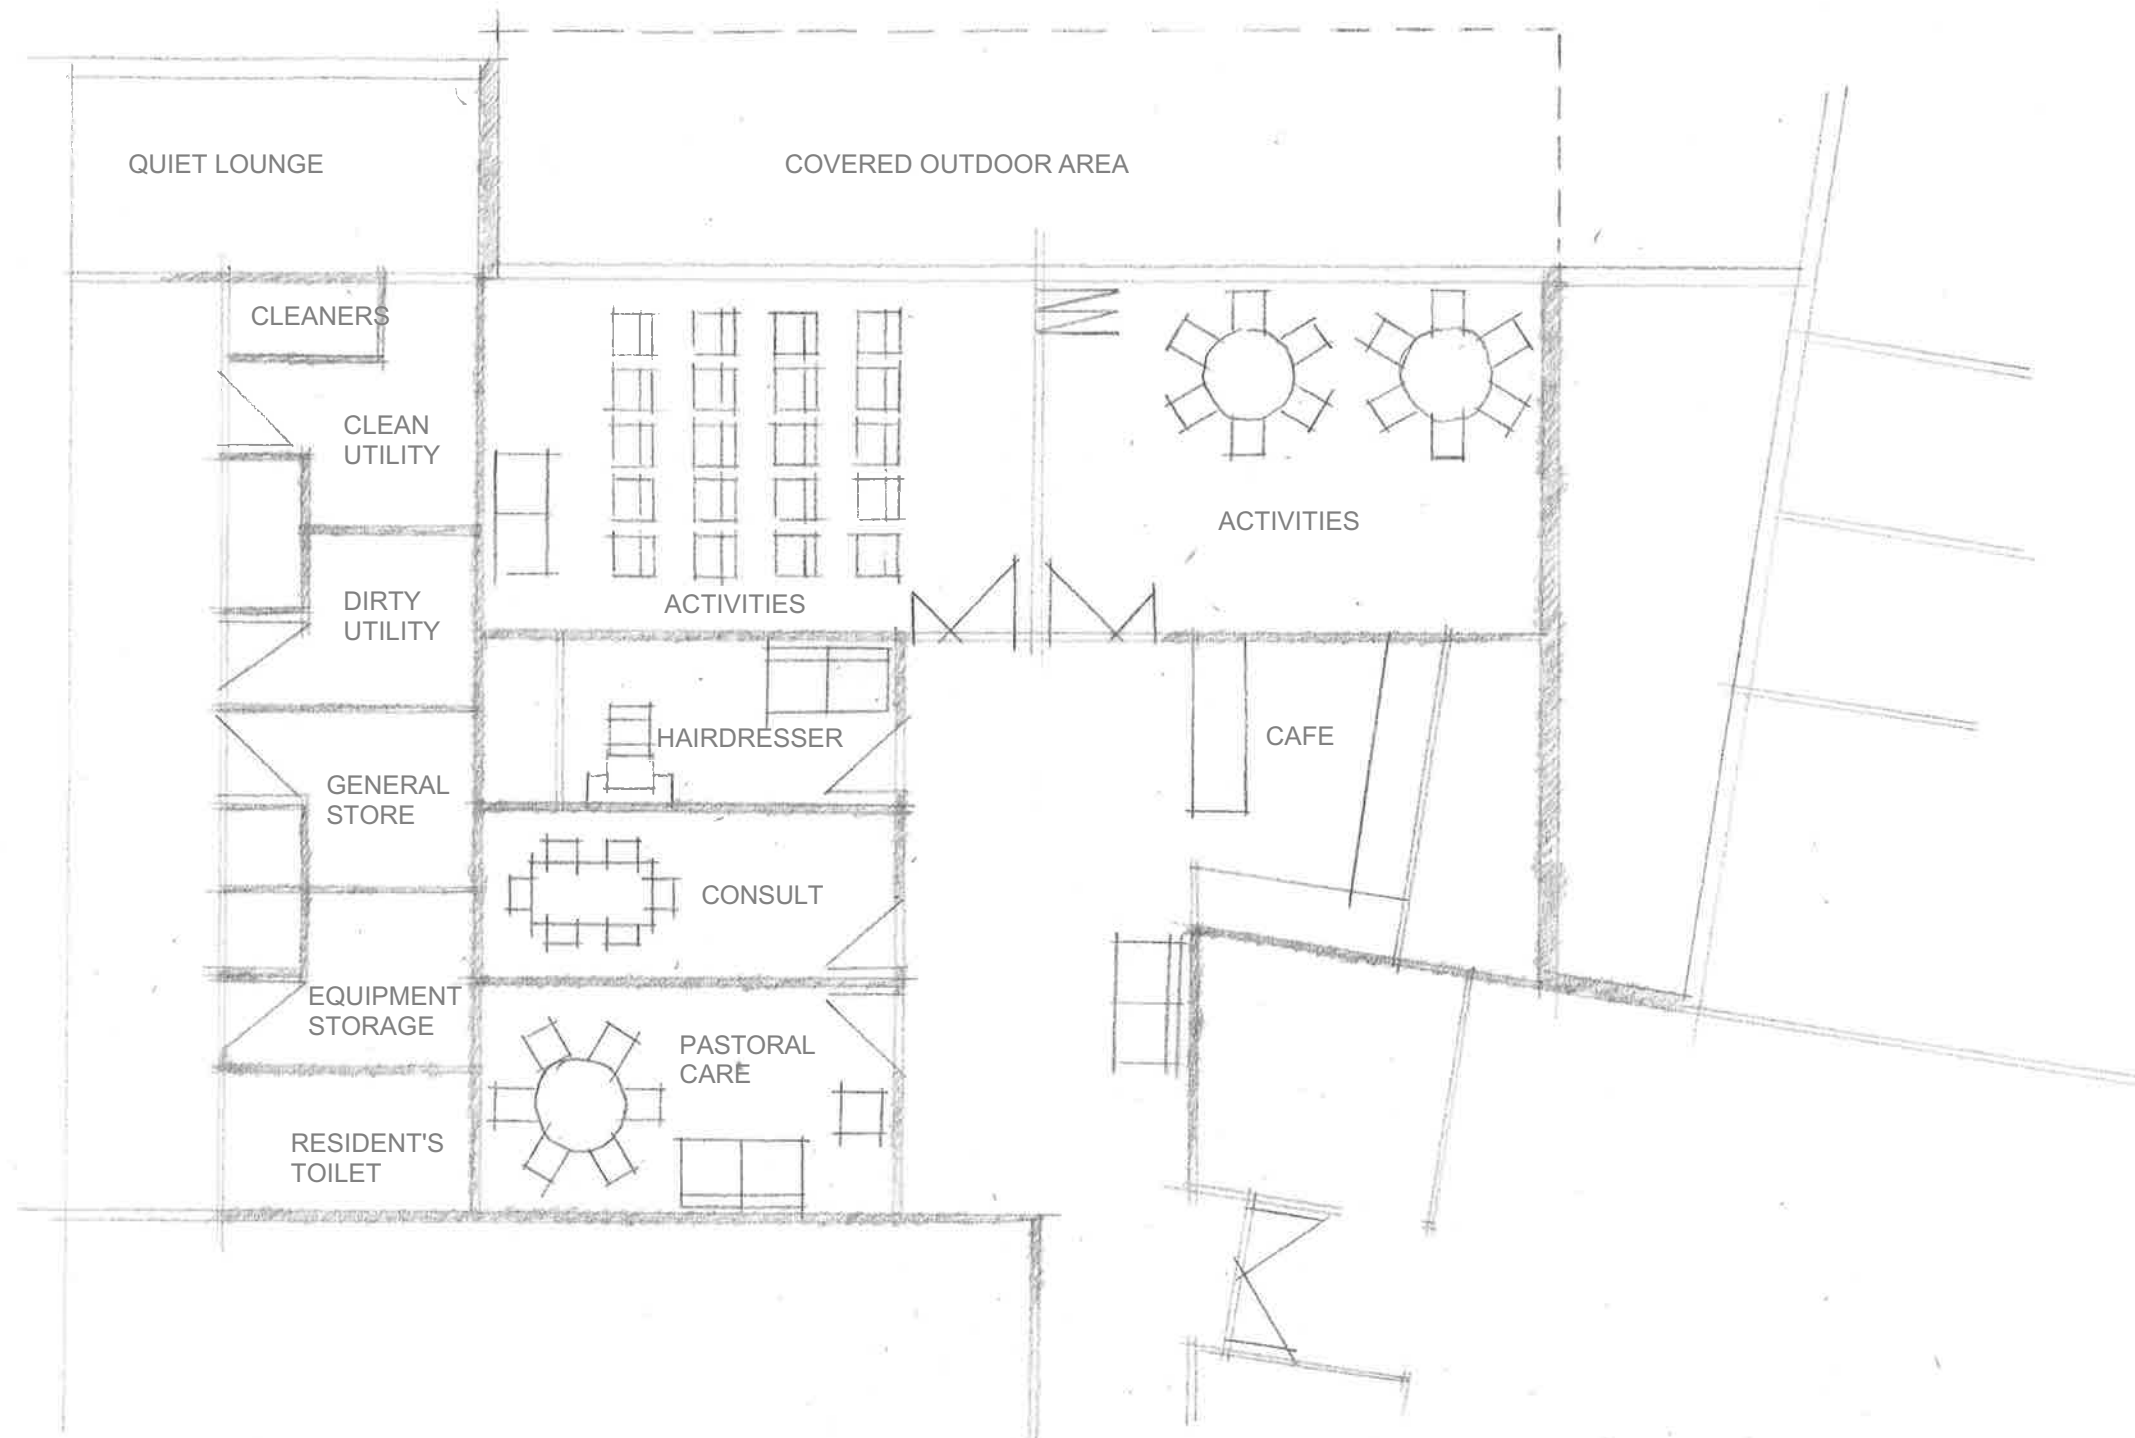 QUIET LOUNGE
COVERED OUTDOOR AREA
CLEANERS
CLEAN
UTILITY
ACTIVITIES
DIRTY
UTILITY
ACTIVITIES
HAIRDRESSER
CAFE
GENERAL
STORE
CONSULT
EQUIPMENT
STORAGE
PASTORAL
CARE
RESIDENT'S
TOILET